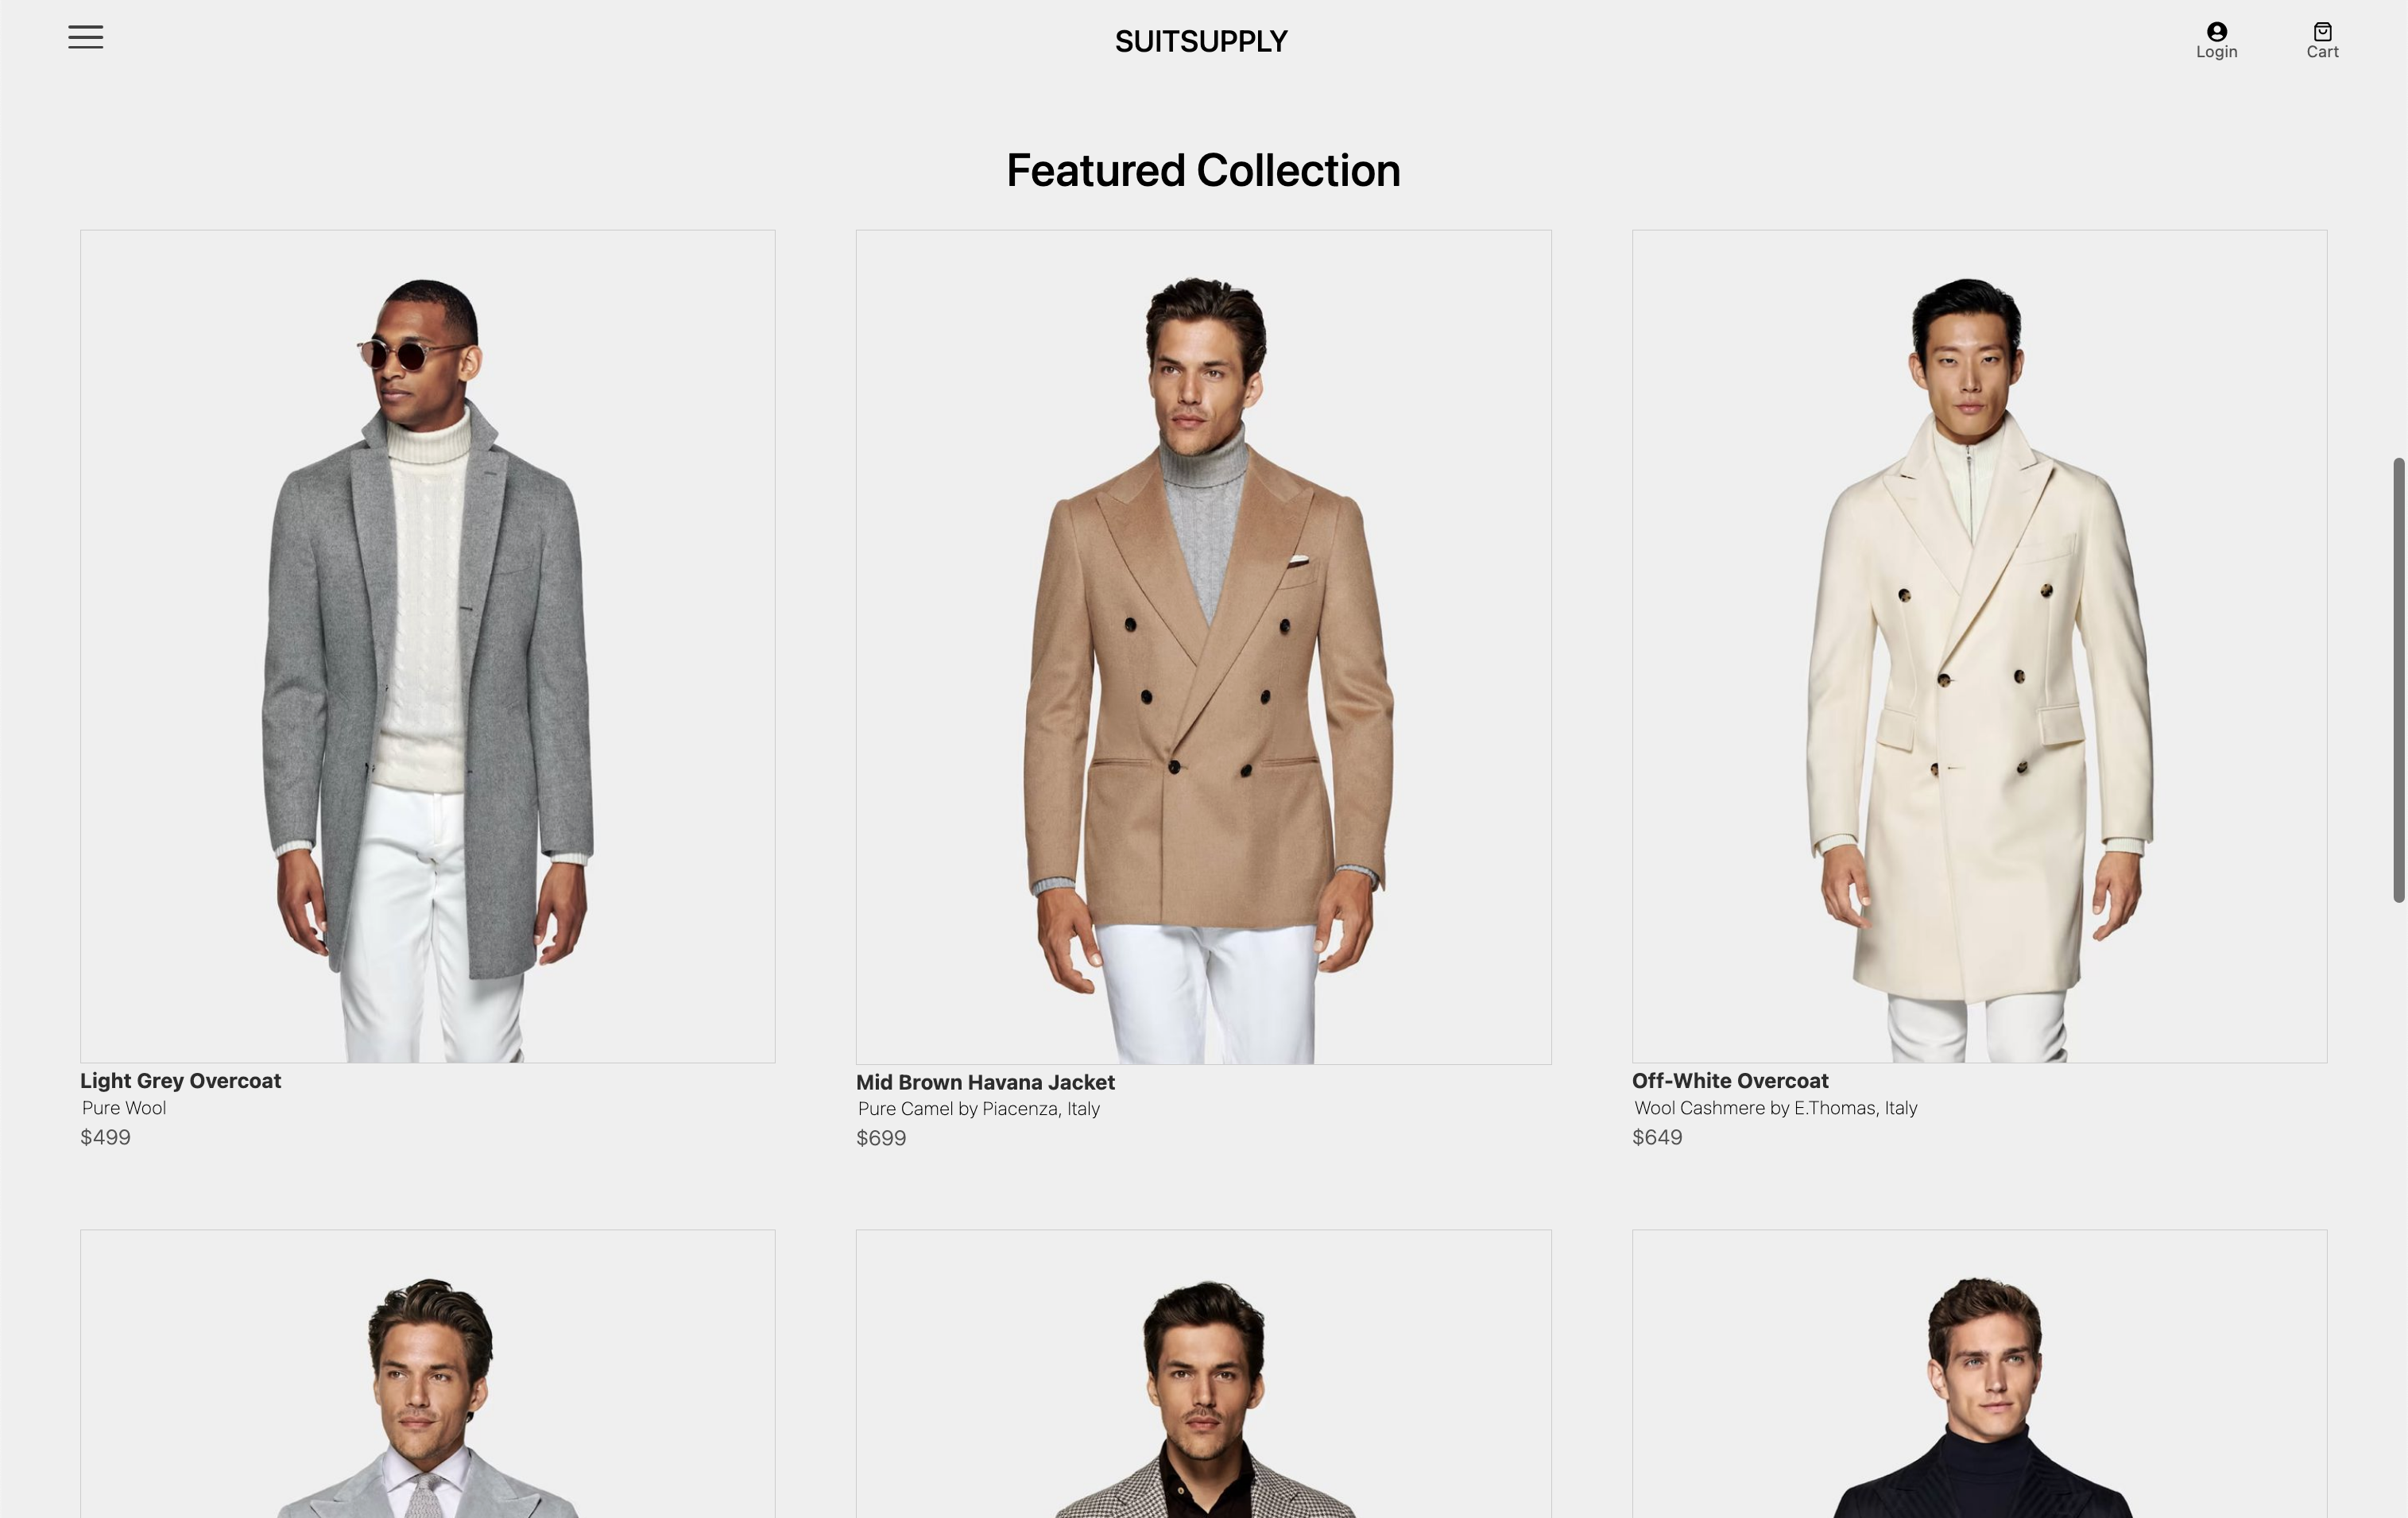 SUITSUPPLY
Login
Cart
Featured Collection
Light Grey Overcoat
Pure Wool
$499
Mid Brown Havana Jacket
Pure Camel by Piacenza, Italy
$699
Off-White Overcoat
Wool Cashmere by E.Thomas, Italy
$649